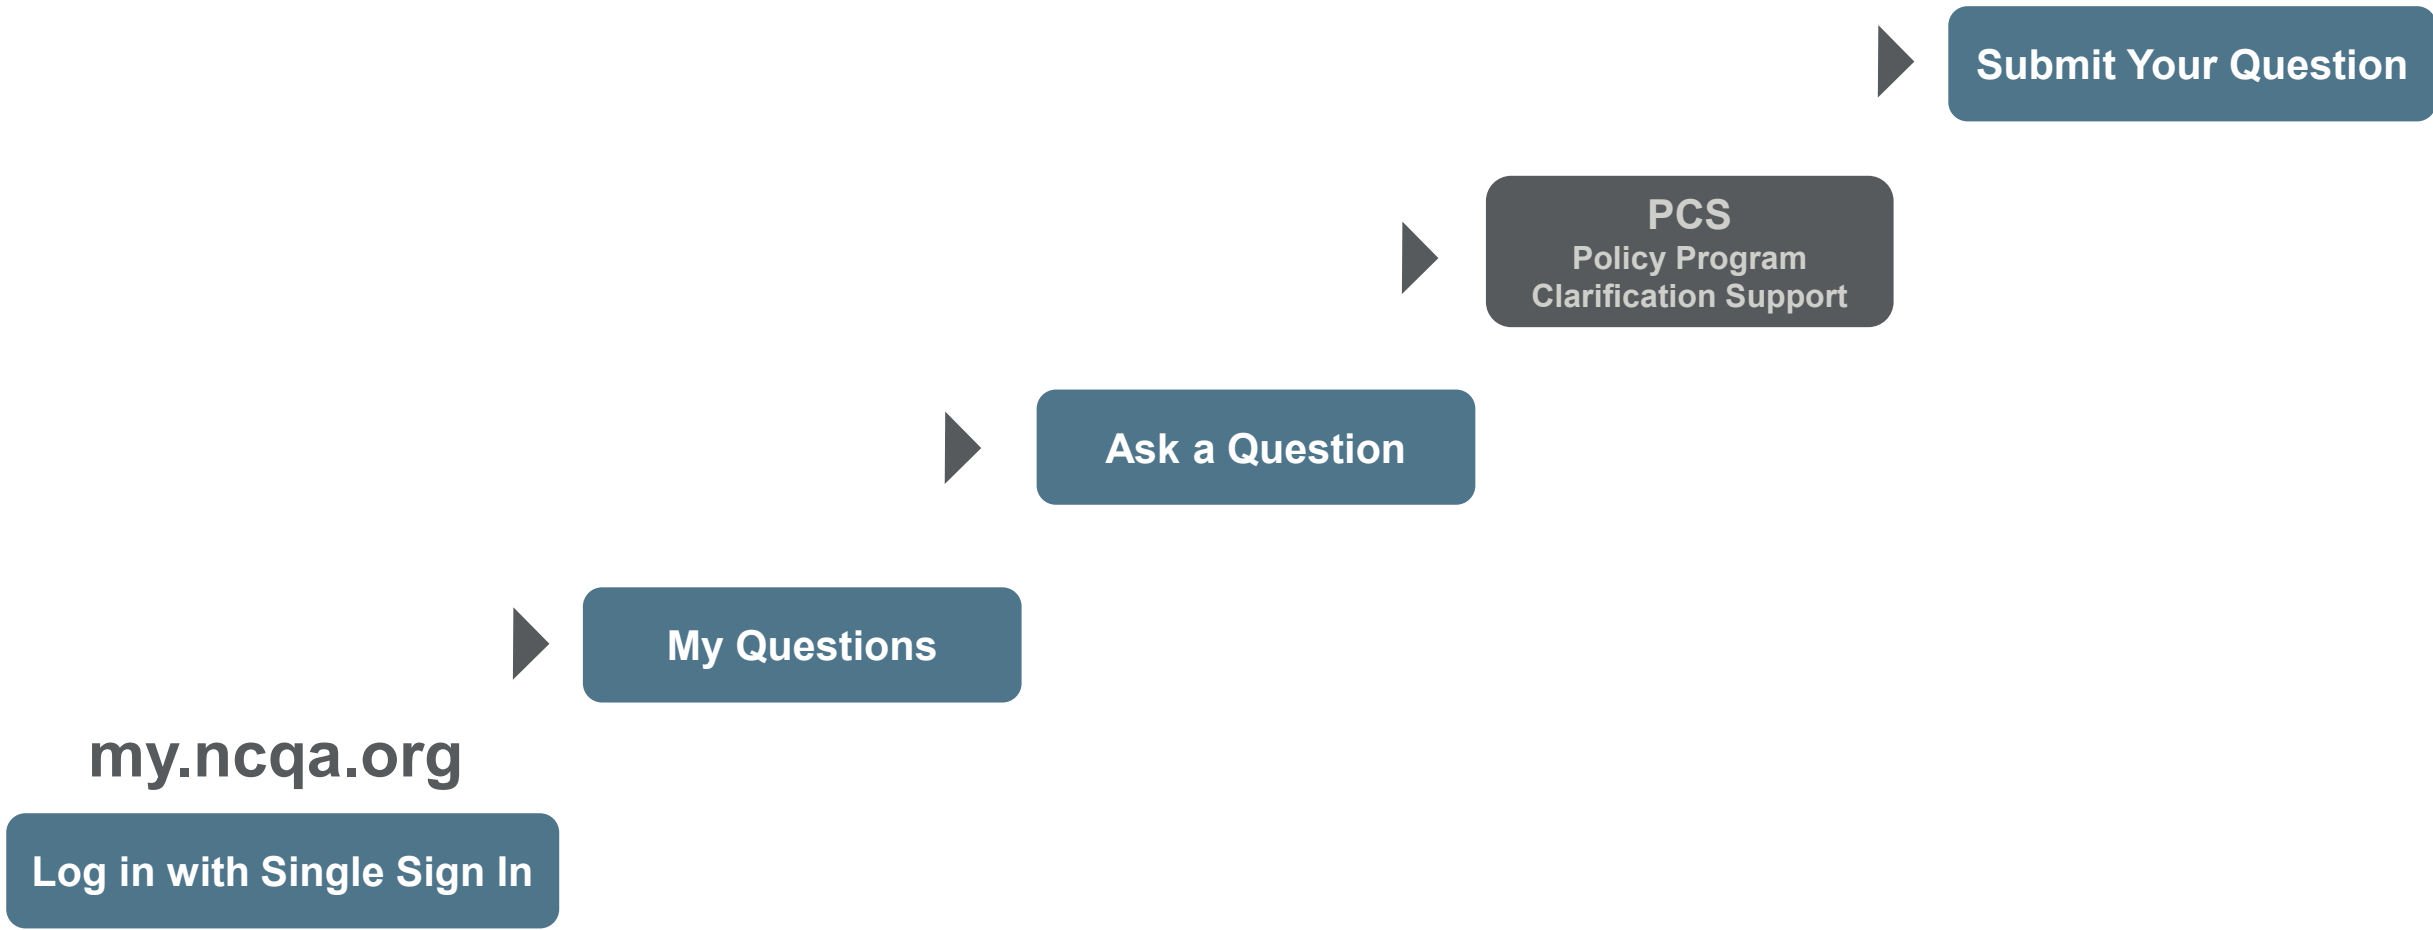 Submit Your Question
PCS
Policy Program
Clarification Support
Ask a Question
My Questions
my.ncqa.org
Log in with Single Sign In